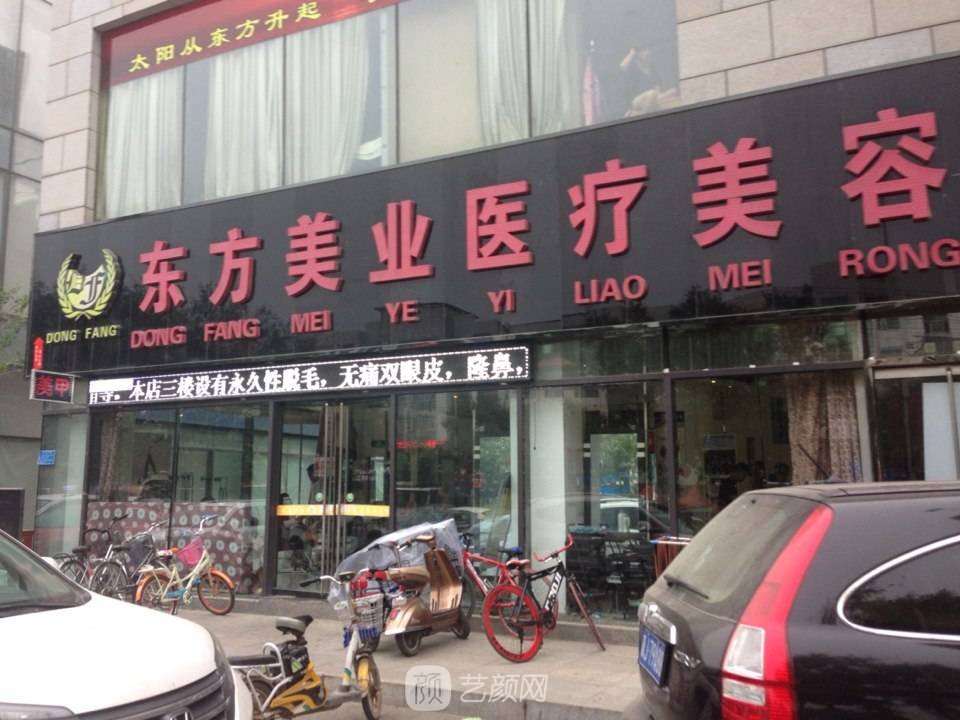 太阳从东方升起
东方美业医疗美容
DONG FANG
DONG FANG MEI YE YI LIAO MEI RONG
美甲
本店三楼设有永久性脱毛，无痛双眼皮，隆鼻，
颜 艺颜网